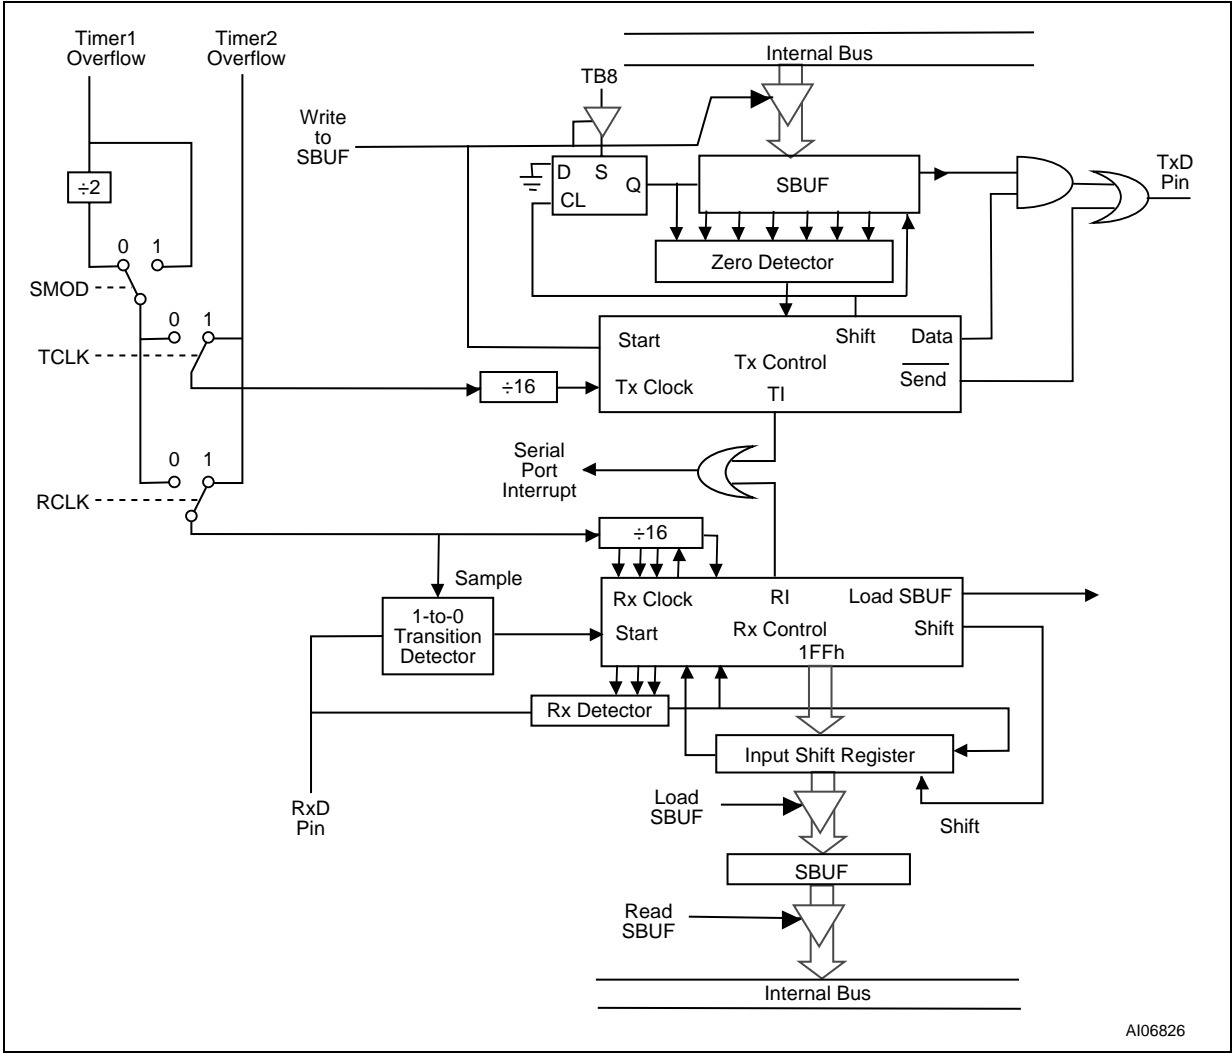 Timer1
Overflow
Timer2
Overflow
Internal Bus
TB8
Write
to
SBUF
D
S
Q
CL
SBUF
TxD
Pin
÷2
Zero Detector
0
1
SMOD
0
1
TCLK
Start
Shift
Data
Tx Control
Send
Tx Clock
TI
÷16
Serial
Port
Interrupt
0
1
RCLK
÷16
Sample
1-to-0
Transition
Detector
Rx Clock
RI
Load SBUF
Start
Rx Control
Shift
1FFh
Rx Detector
Input Shift Register
RxD
Pin
Load
SBUF
Shift
SBUF
Read
SBUF
Internal Bus
AI06826